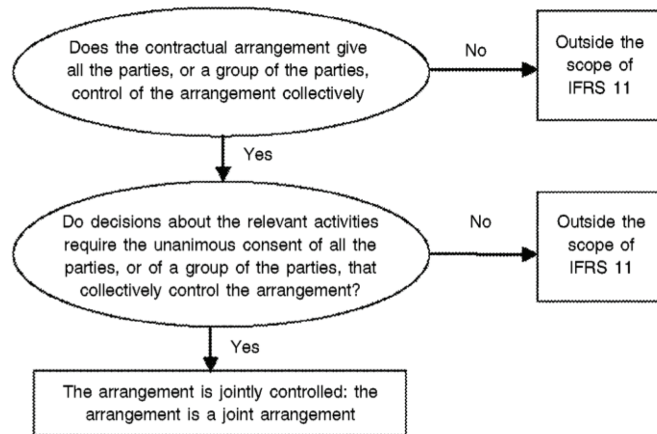 Does the contractual arrangement give
all the parties, or a group of the parties,
control of the arrangement collectively
No
Outside the
scope of
IFRS 11
Yes
Do decisions about the relevant activities
require the unanimous consent of all the
parties, or of a group of the parties, that
collectively control the arrangement?
No
Outside the
scope of
IFRS 11
Yes
The arrangement is jointly controlled: the
arrangement is a joint arrangement